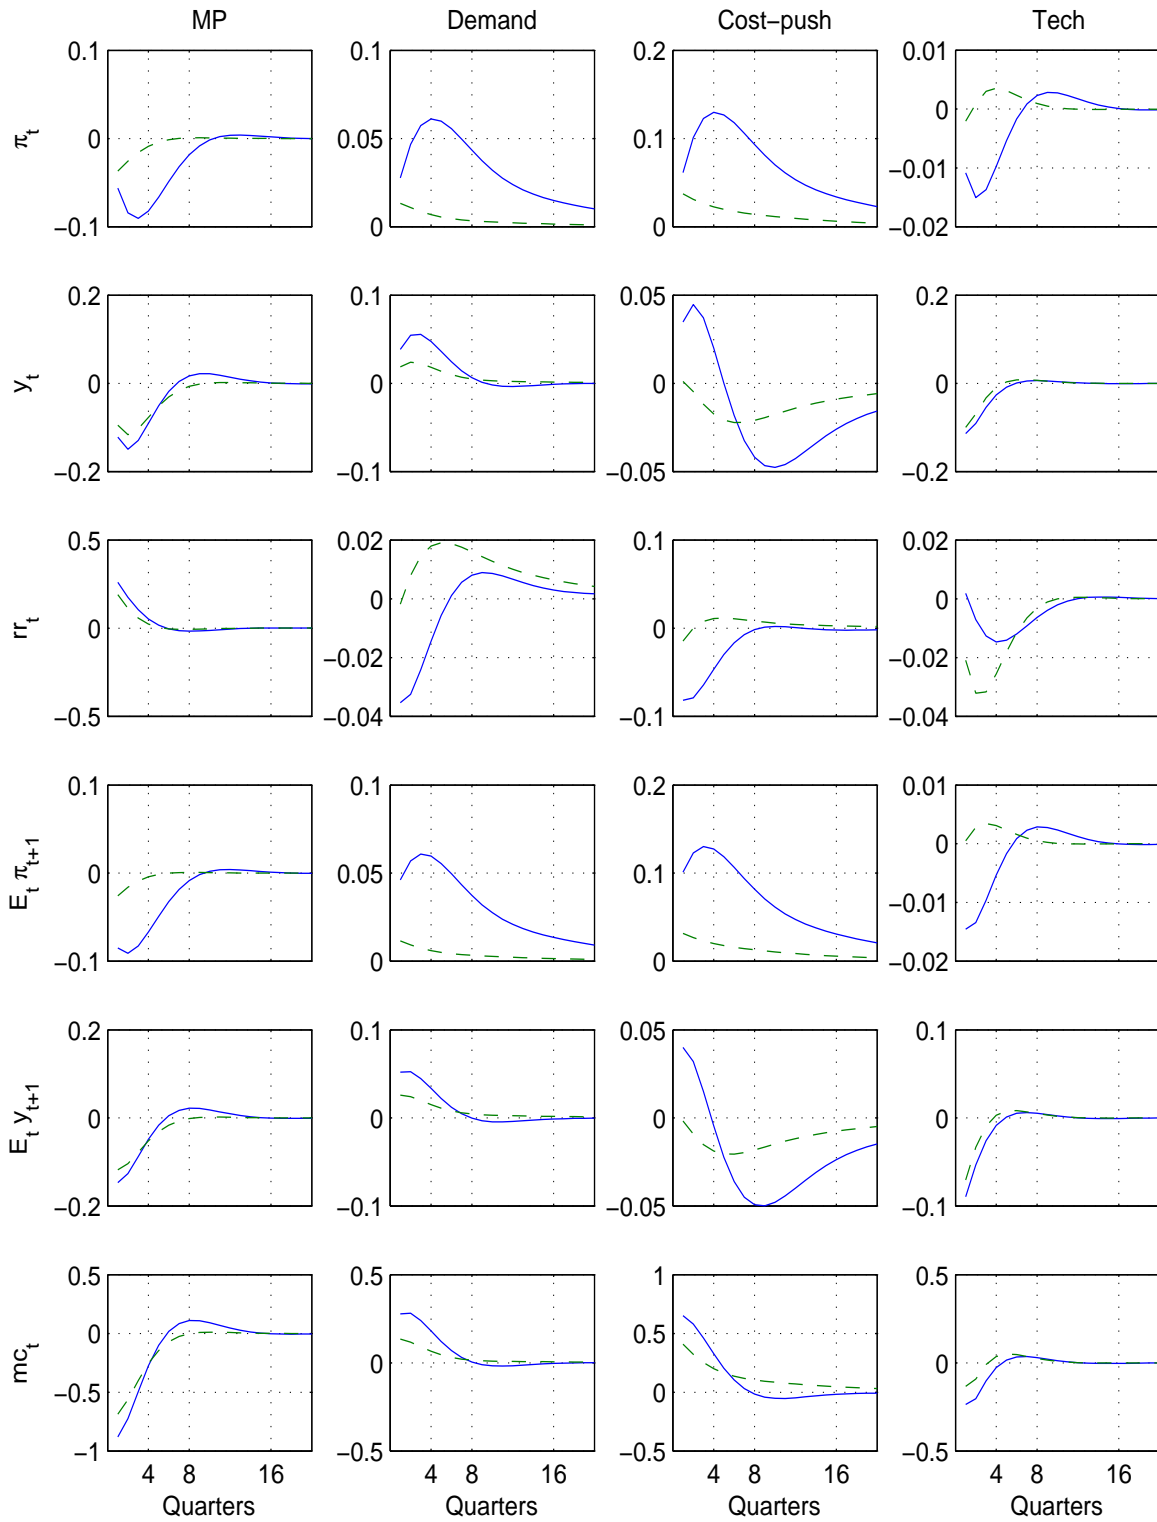 MP Demand Cost−push Tech
π_t
0.1 0 −0.1
0.1 0.05 0
0.2 0.1 0
0.01 0 −0.01 −0.02
y_t
0.2 0 −0.2
0.1 0 −0.1
0.05 0 −0.05
0.2 0 −0.2
rr_t
0.5 0 −0.5
0.02 0 −0.02 −0.04
0.1 0 −0.1
0.02 0 −0.02 −0.04
E_t π_{t+1}
0.1 0 −0.1
0.1 0.05 0
0.2 0.1 0
0.01 0 −0.01 −0.02
E_t y_{t+1}
0.2 0 −0.2
0.1 0 −0.1
0.05 0 −0.05
0.1 0 −0.1
mc_t
0.5 0 −0.5 −1
0.5 0 −0.5
1 0.5 0 −0.5
0.5 0 −0.5
4 8 16 4 8 16 4 8 16 4 8 16
Quarters Quarters Quarters Quarters